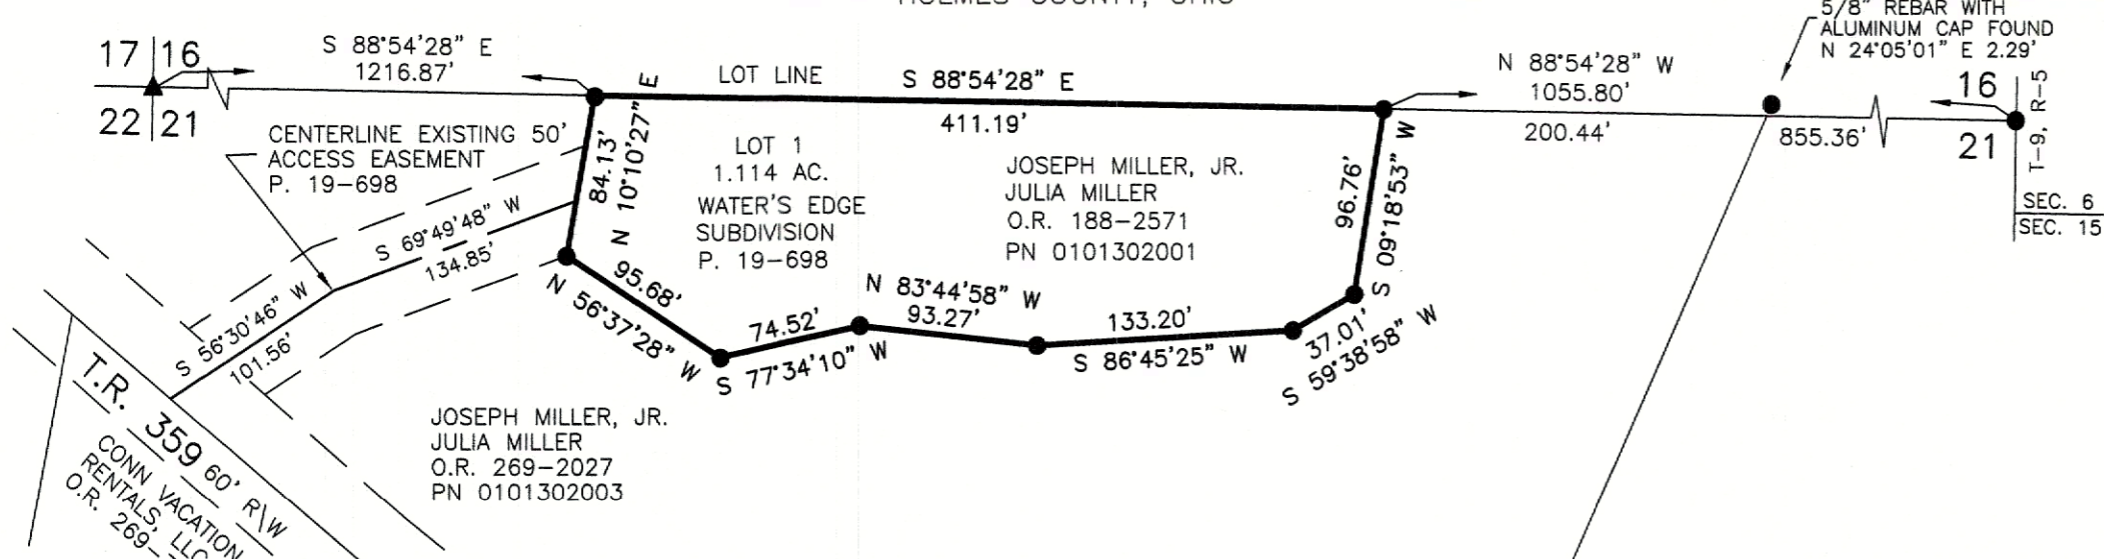 HOLMES COUNTY, OHIO
5/8" REBAR WITH
ALUMINUM CAP FOUND
N 24°05'01" E 2.29'
17 16
22 21
S 88°54'28" E
1216.87'
LOT LINE
S 88°54'28" E
411.19'
N 88°54'28" W
1055.80'
200.44'
855.36'
16
21
T-9, R-5
SEC. 6
SEC. 15
CENTERLINE EXISTING 50'
ACCESS EASEMENT
P. 19-698
84.13'
N 10°10'27" E
LOT 1
1.114 AC.
WATER'S EDGE
SUBDIVISION
P. 19-698
JOSEPH MILLER, JR.
JULIA MILLER
O.R. 188-2571
PN 0101302001
96.76'
S 09°18'53" W
S 69°49'48" W
134.85'
S 56°30'46" W
101.56'
95.68'
N 56°37'28" W
74.52'
S 77°34'10" W
N 83°44'58" W
93.27'
133.20'
S 86°45'25" W
37.01'
S 59°38'58" W
T.R. 359 60' R\W
JOSEPH MILLER, JR.
JULIA MILLER
O.R. 269-2027
PN 0101302003
CONN VACATION
RENTALS, LLC
O.R. 269-